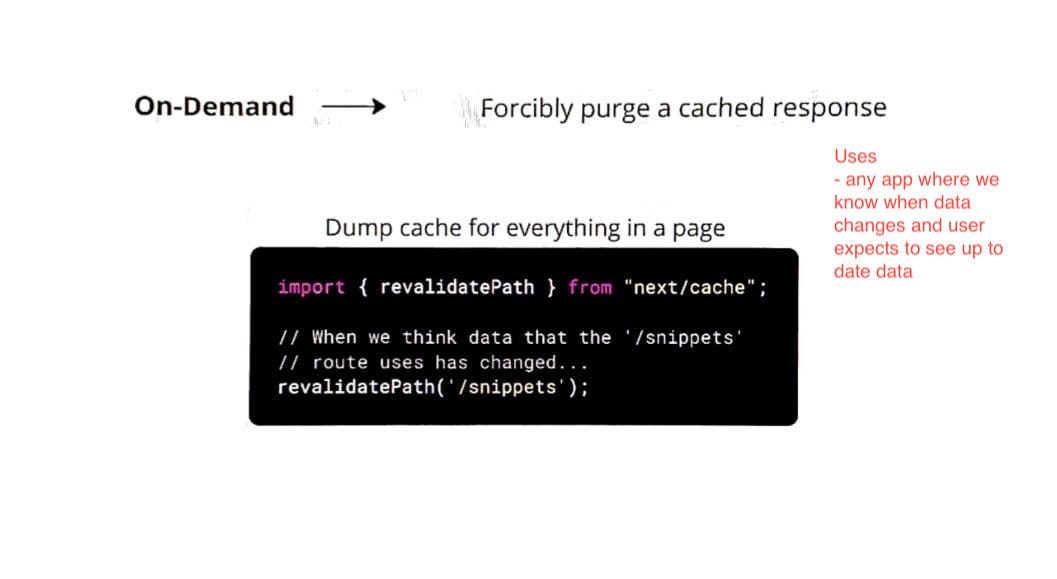 On-Demand → Forcibly purge a cached response
Uses
- any app where we
know when data
changes and user
expects to see up to
date data
Dump cache for everything in a page
import { revalidatePath } from "next/cache";
// When we think data that the '/snippets'
// route uses has changed...
revalidatePath('/snippets');